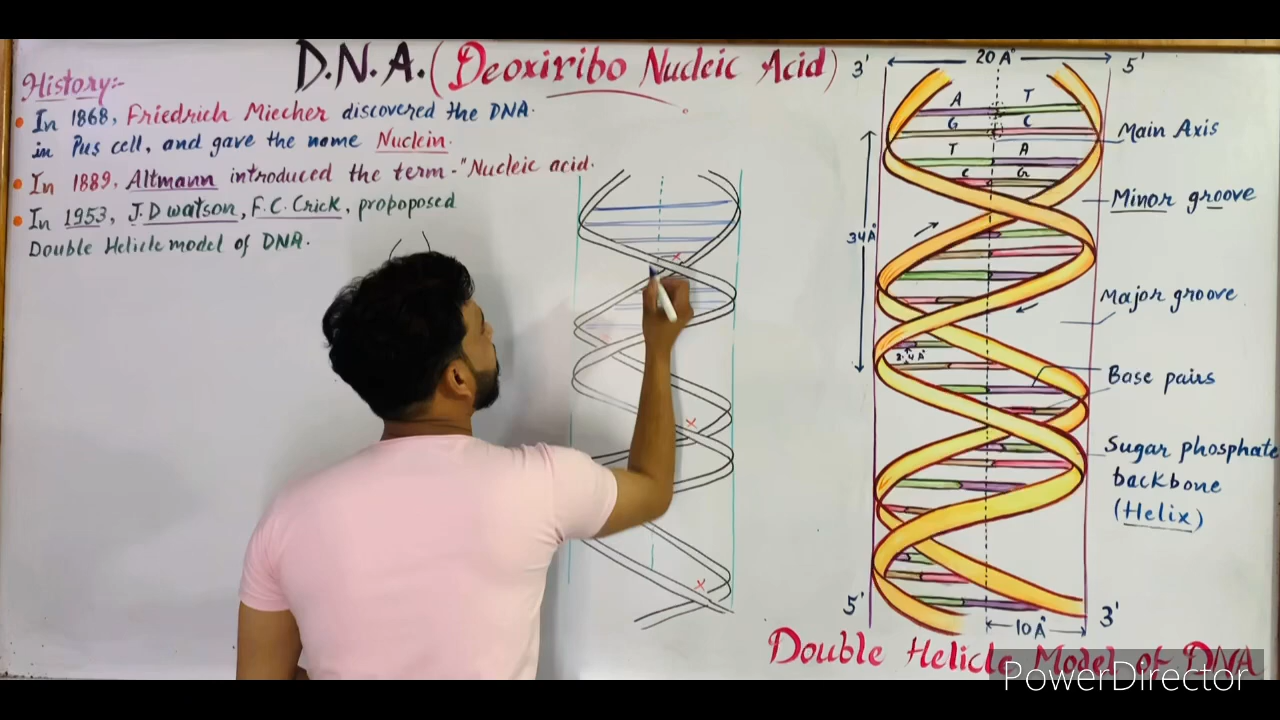 D.N.A. (Deoxiribo Nucleic Acid)
History:-
In 1868, Friedrich Miecher discovered the DNA.
in Pus cell, and gave the name Nuclein.
In 1889, Altmann introduced the term - "Nucleic acid.
In 1953, J.D watson, F.C. Crick, propoposed
Double Helicle model of DNA.
3' 20 A° 5'
A T
G C
T A
C G
Main Axis
Minor groove
34 A°
Major groove
3.4 A°
Base pairs
Sugar phosphate
backbone
(Helix)
5' 3'
10 A°
Double Helicle Model of DNA
PowerDirector